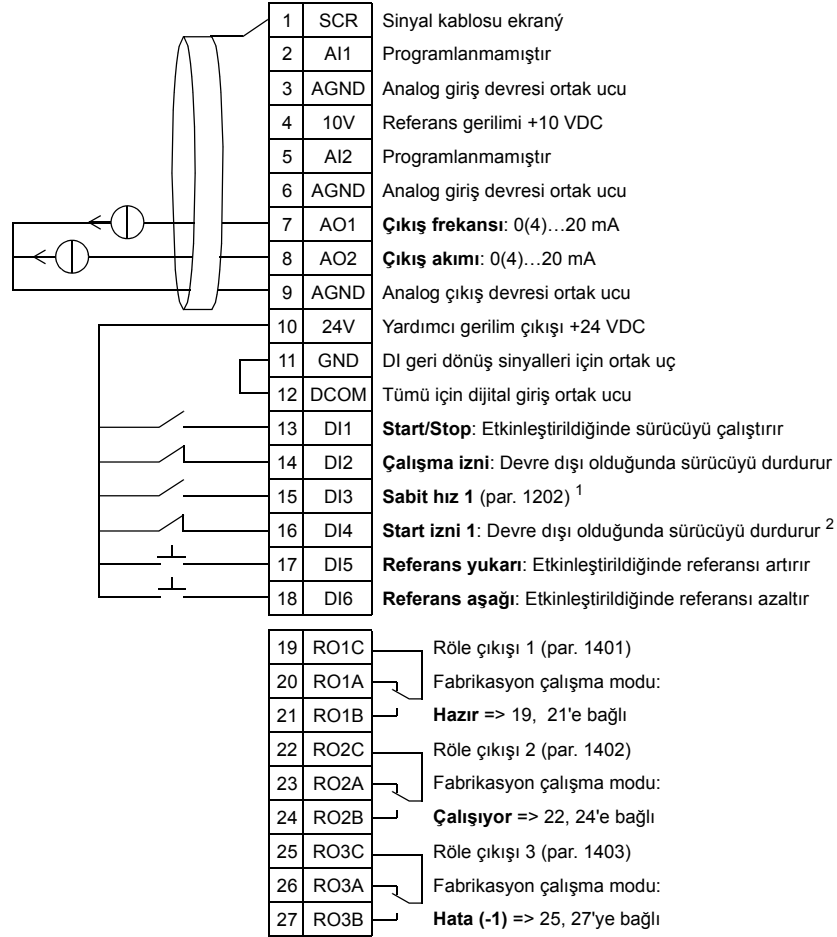 1 SCR Sinyal kablosu ekraný
2 AI1 Programlanmamıştır
3 AGND Analog giriş devresi ortak ucu
4 10V Referans gerilimi +10 VDC
5 AI2 Programlanmamıştır
6 AGND Analog giriş devresi ortak ucu
7 AO1 Çıkış frekansı: 0(4)…20 mA
8 AO2 Çıkış akımı: 0(4)…20 mA
9 AGND Analog çıkış devresi ortak ucu
10 24V Yardımcı gerilim çıkışı +24 VDC
11 GND DI geri dönüş sinyalleri için ortak uç
12 DCOM Tümü için dijital giriş ortak ucu
13 DI1 Start/Stop: Etkinleştirildiğinde sürücüyü çalıştırır
14 DI2 Çalışma izni: Devre dışı olduğunda sürücüyü durdurur
15 DI3 Sabit hız 1 (par. 1202) 1
16 DI4 Start izni 1: Devre dışı olduğunda sürücüyü durdurur 2
17 DI5 Referans yukarı: Etkinleştirildiğinde referansı artırır
18 DI6 Referans aşağı: Etkinleştirildiğinde referansı azaltır
19 RO1C Röle çıkışı 1 (par. 1401)
20 RO1A Fabrikasyon çalışma modu:
21 RO1B Hazır => 19, 21'e bağlı
22 RO2C Röle çıkışı 2 (par. 1402)
23 RO2A Fabrikasyon çalışma modu:
24 RO2B Çalışıyor => 22, 24'e bağlı
25 RO3C Röle çıkışı 3 (par. 1403)
26 RO3A Fabrikasyon çalışma modu:
27 RO3B Hata (-1) => 25, 27'ye bağlı